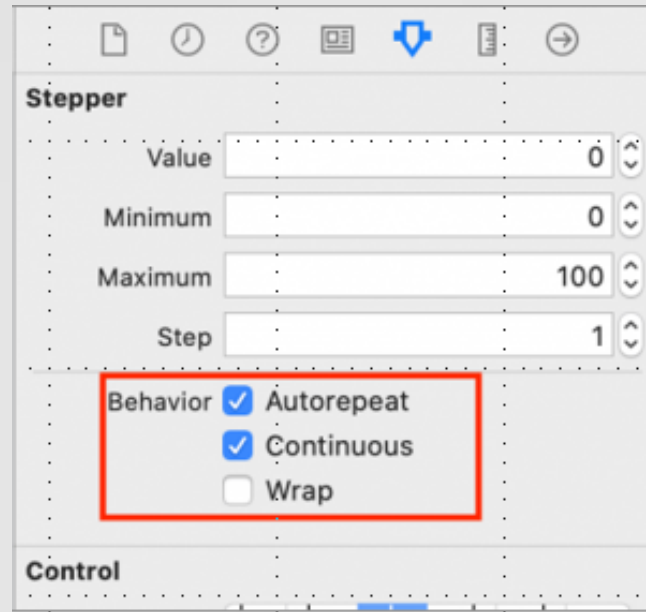 Stepper
Value 0
Minimum 0
Maximum 100
Step 1
Behavior Autorepeat
Continuous
Wrap
Control